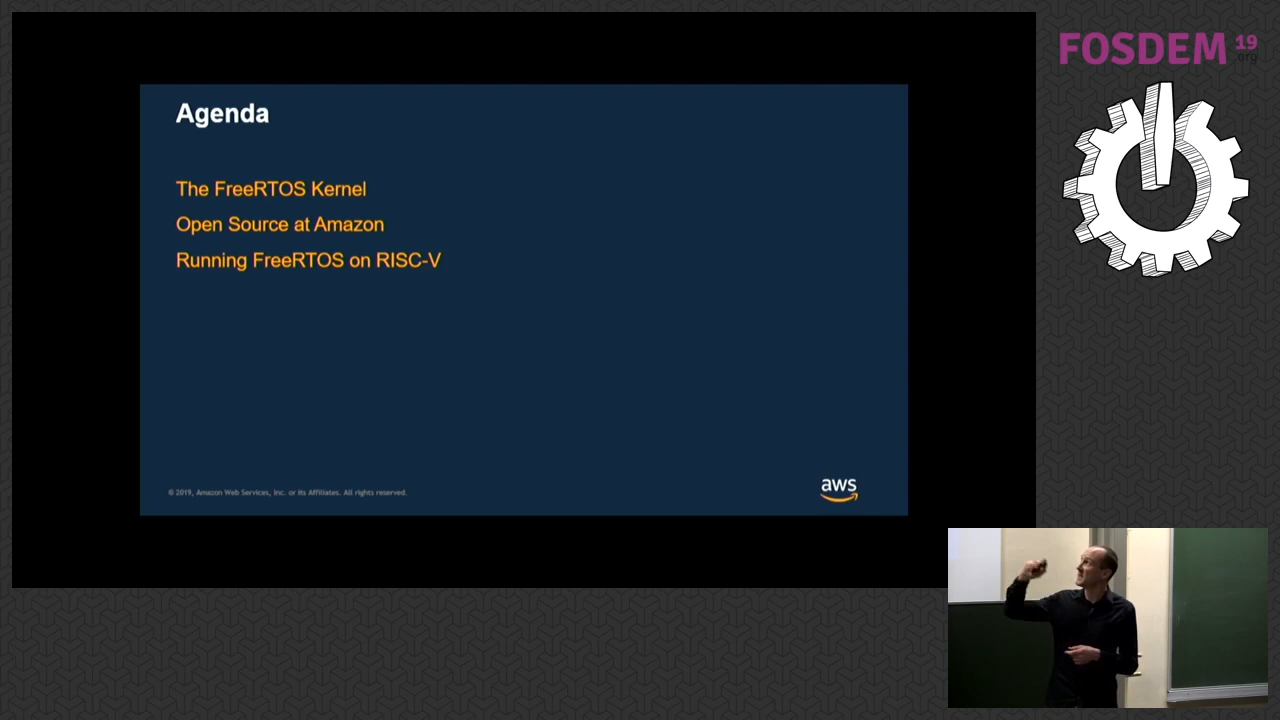 Agenda
The FreeRTOS Kernel
Open Source at Amazon
Running FreeRTOS on RISC-V
© 2019, Amazon Web Services, Inc. or its Affiliates. All rights reserved.
aws
FOSDEM 19
.org